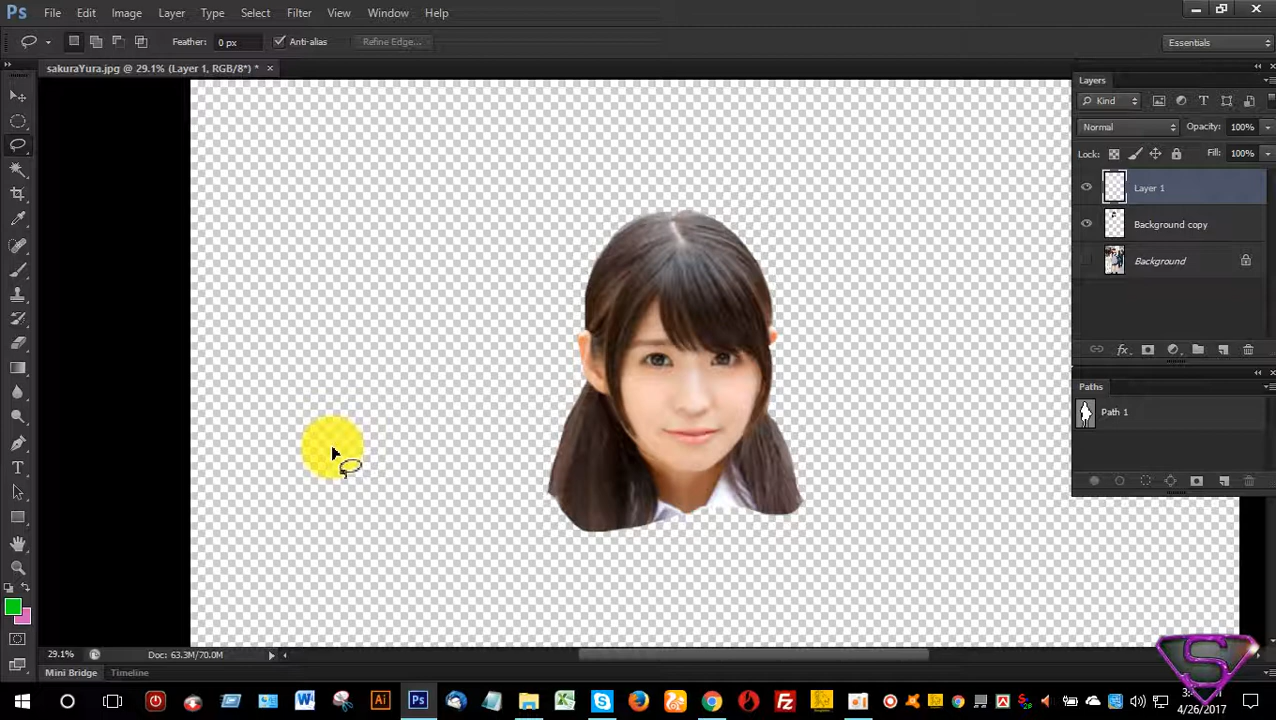 Ps File Edit Image Layer Type Select Filter View Window Help
Feather: 0 px Anti-alias Refine Edge... Essentials
sakuraYura.jpg @ 29.1% (Layer 1, RGB/8*) * ×
Layers
Kind
Normal Opacity: 100%
Lock: Fill: 100%
Layer 1
Background copy
Background
fx
Paths
Path 1
29.1% Doc: 63.3M/70.0M
Mini Bridge Timeline
4/26/2017